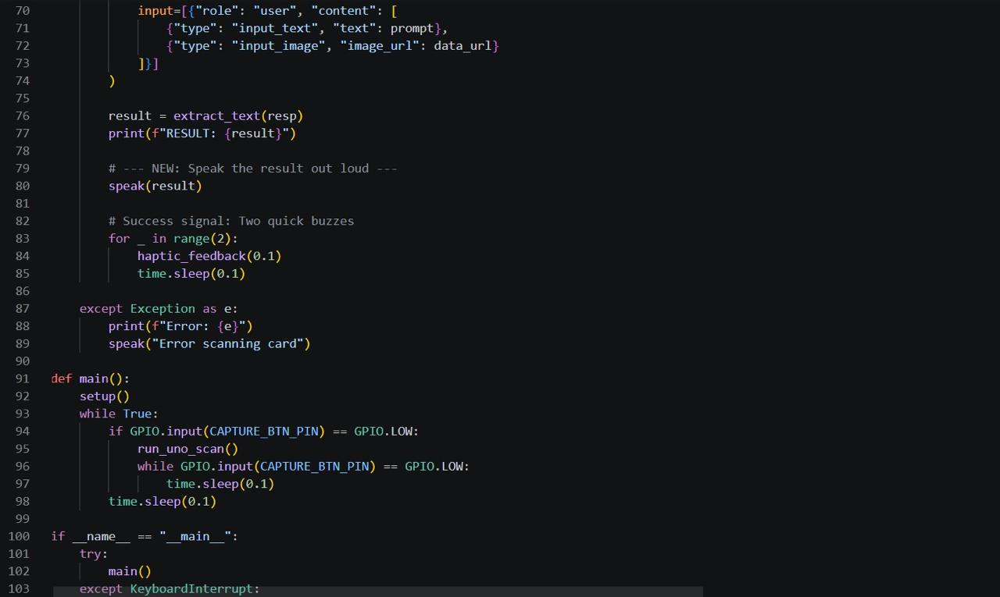 70 input=[{"role": "user", "content": [
71 {"type": "input_text", "text": prompt},
72 {"type": "input_image", "image_url": data_url}
73 ]}]
74 )
75
76 result = extract_text(resp)
77 print(f"RESULT: {result}")
78
79 # --- NEW: Speak the result out loud ---
80 speak(result)
81
82 # Success signal: Two quick buzzes
83 for _ in range(2):
84 haptic_feedback(0.1)
85 time.sleep(0.1)
86
87 except Exception as e:
88 print(f"Error: {e}")
89 speak("Error scanning card")
90
91 def main():
92 setup()
93 while True:
94 if GPIO.input(CAPTURE_BTN_PIN) == GPIO.LOW:
95 run_uno_scan()
96 while GPIO.input(CAPTURE_BTN_PIN) == GPIO.LOW:
97 time.sleep(0.1)
98 time.sleep(0.1)
99
100 if __name__ == "__main__":
101 try:
102 main()
103 except KeyboardInterrupt: